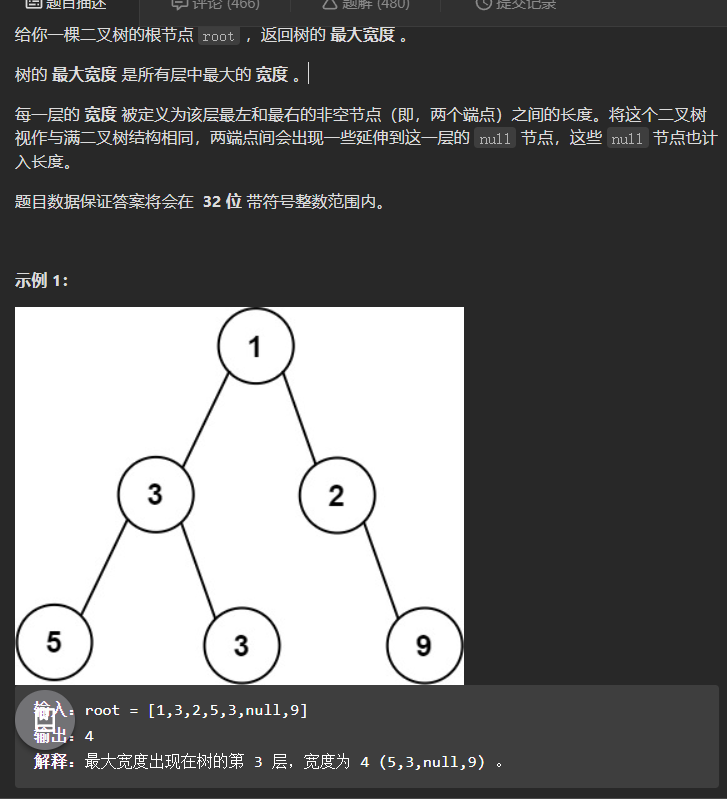 题目描述 评论 (466) 题解 (480) 提交记录
给你一棵二叉树的根节点 root ，返回树的 最大宽度 。
树的 最大宽度 是所有层中最大的 宽度 。
每一层的 宽度 被定义为该层最左和最右的非空节点（即，两个端点）之间的长度。将这个二叉树
视作与满二叉树结构相同，两端点间会出现一些延伸到这一层的 null 节点，这些 null 节点也计
入长度。
题目数据保证答案将会在 32 位 带符号整数范围内。
示例 1：
1
3 2
5 3 9
输入：root = [1,3,2,5,3,null,9]
输出：4
解释：最大宽度出现在树的第 3 层，宽度为 4 (5,3,null,9) 。